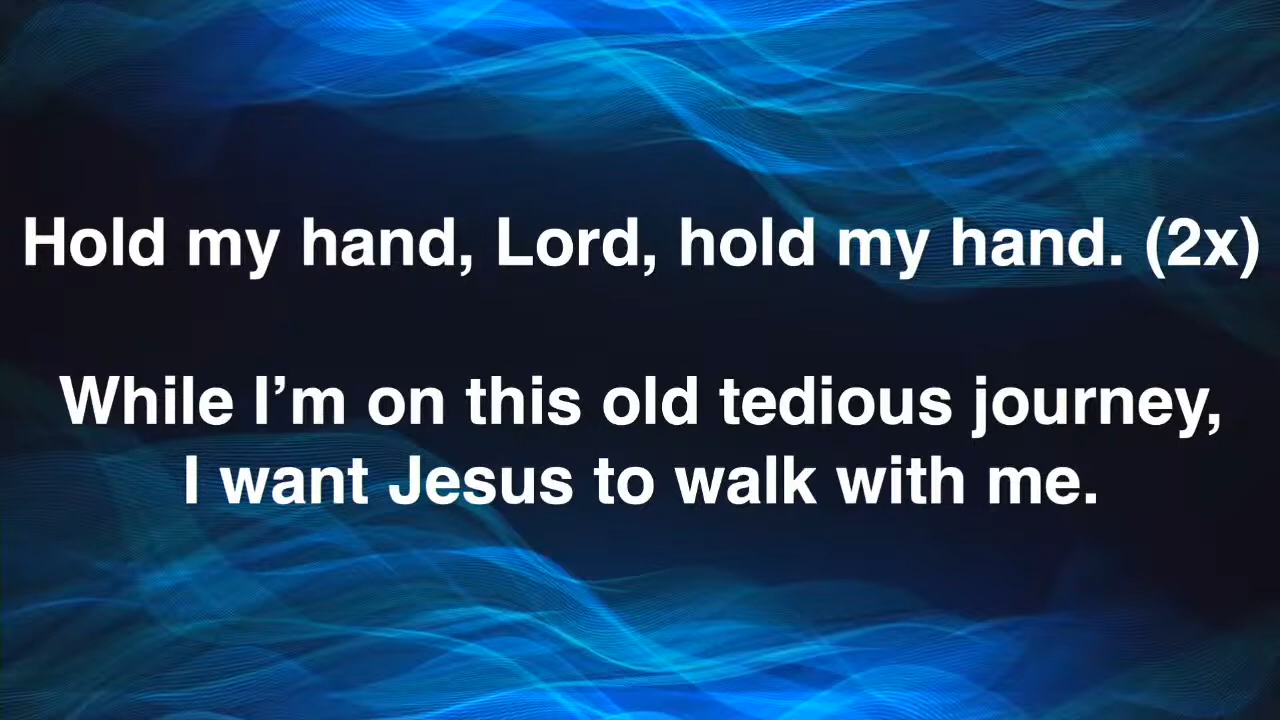 Hold my hand, Lord, hold my hand. (2x)
While I’m on this old tedious journey,
I want Jesus to walk with me.